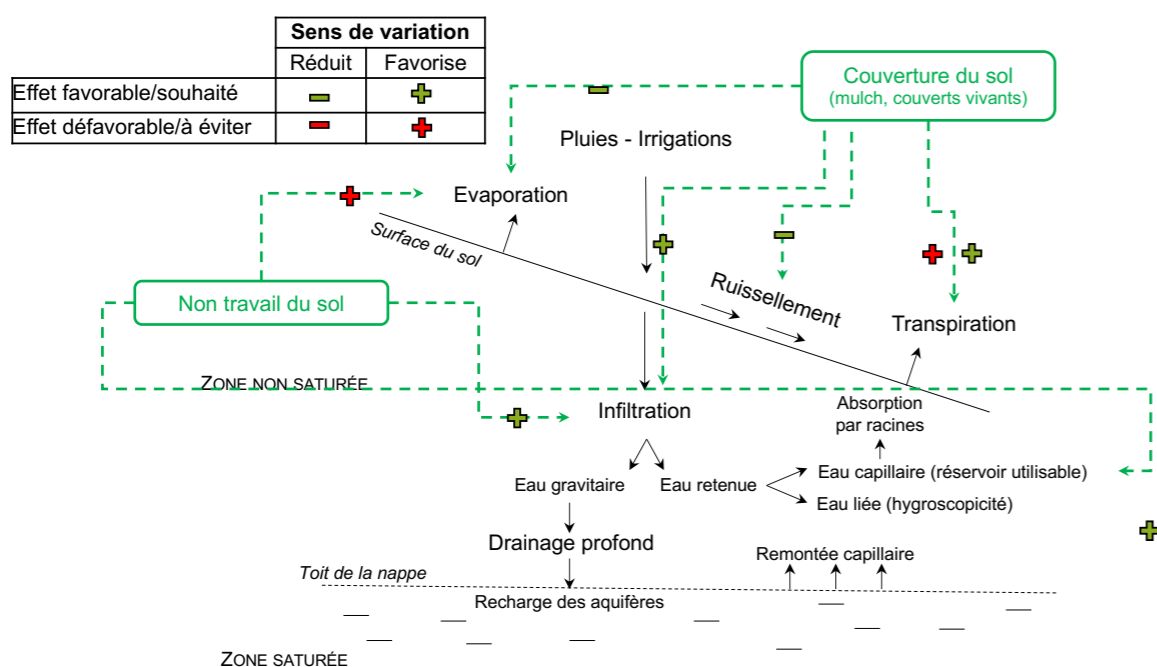 Sens de variation
Réduit Favorise
Effet favorable/souhaité
Effet défavorable/à éviter
Couverture du sol
(mulch, couverts vivants)
Pluies - Irrigations
Evaporation
Surface du sol
Non travail du sol
Ruissellement
Transpiration
ZONE NON SATURÉE
Infiltration
Absorption
par racines
Eau gravitaire
Eau retenue
Eau capillaire (réservoir utilisable)
Eau liée (hygroscopicité)
Drainage profond
Remontée capillaire
Toit de la nappe
Recharge des aquifères
ZONE SATURÉE